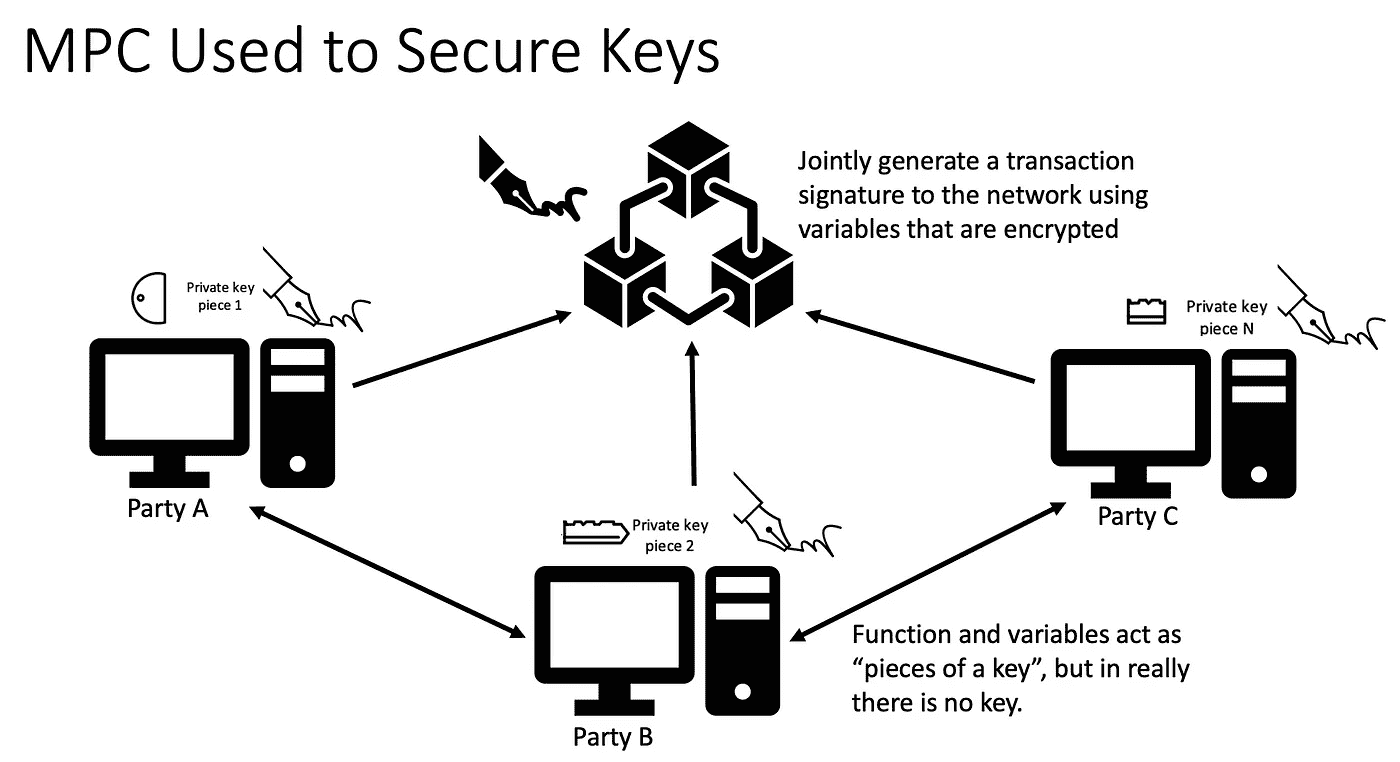 MPC Used to Secure Keys
Jointly generate a transaction
signature to the network using
variables that are encrypted
Private key
piece 1
Private key
piece N
Party A
Party C
Private key
piece 2
Function and variables act as
“pieces of a key”, but in really
there is no key.
Party B